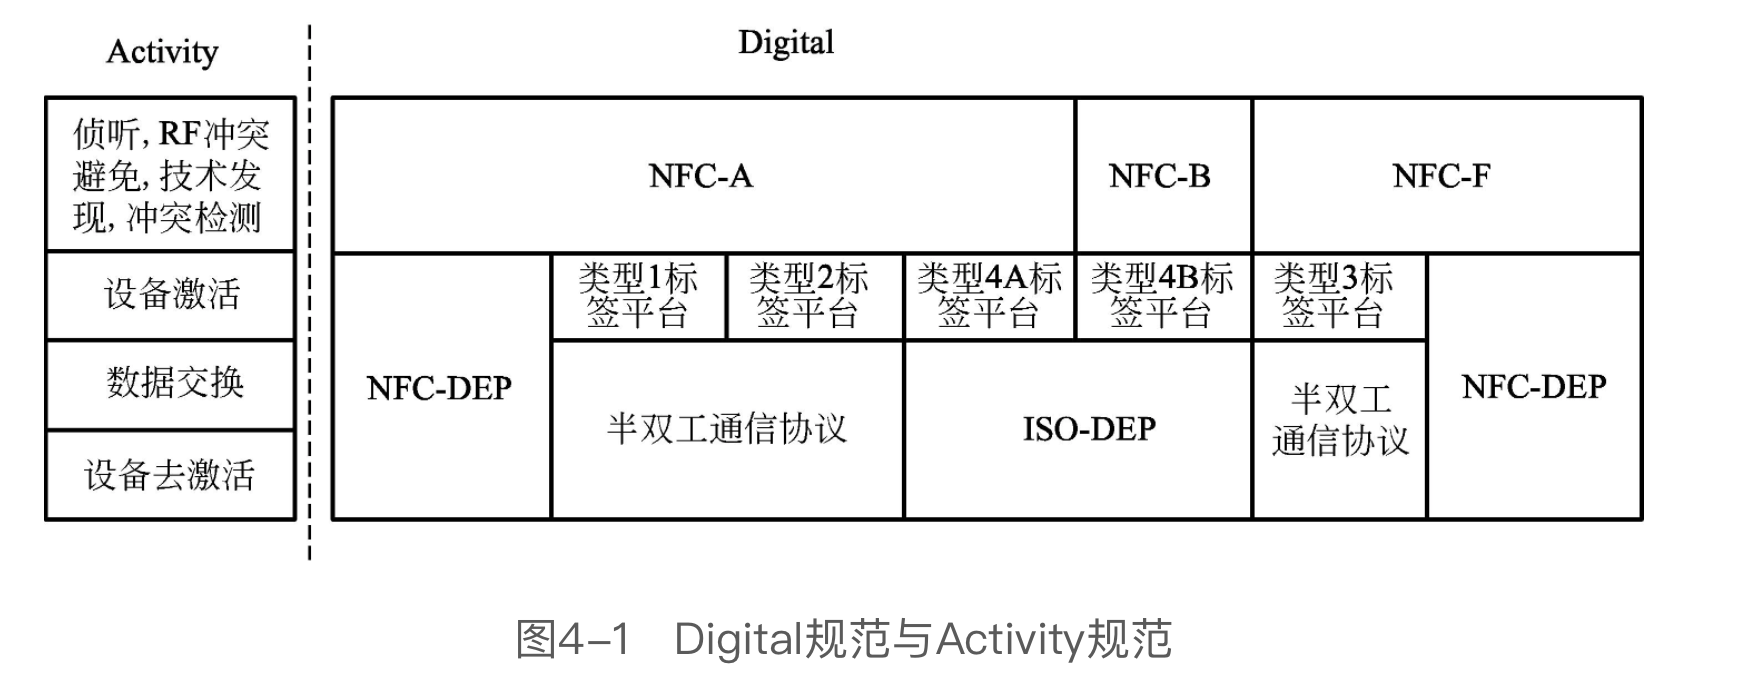 Activity
Digital
侦听, RF冲突
避免, 技术发
现, 冲突检测
NFC-A
NFC-B
NFC-F
设备激活
类型1标
签平台
类型2标
签平台
类型4A标
签平台
类型4B标
签平台
类型3标
签平台
数据交换
NFC-DEP
半双工通信协议
ISO-DEP
半双工
通信协议
NFC-DEP
设备去激活
图4-1 Digital规范与Activity规范